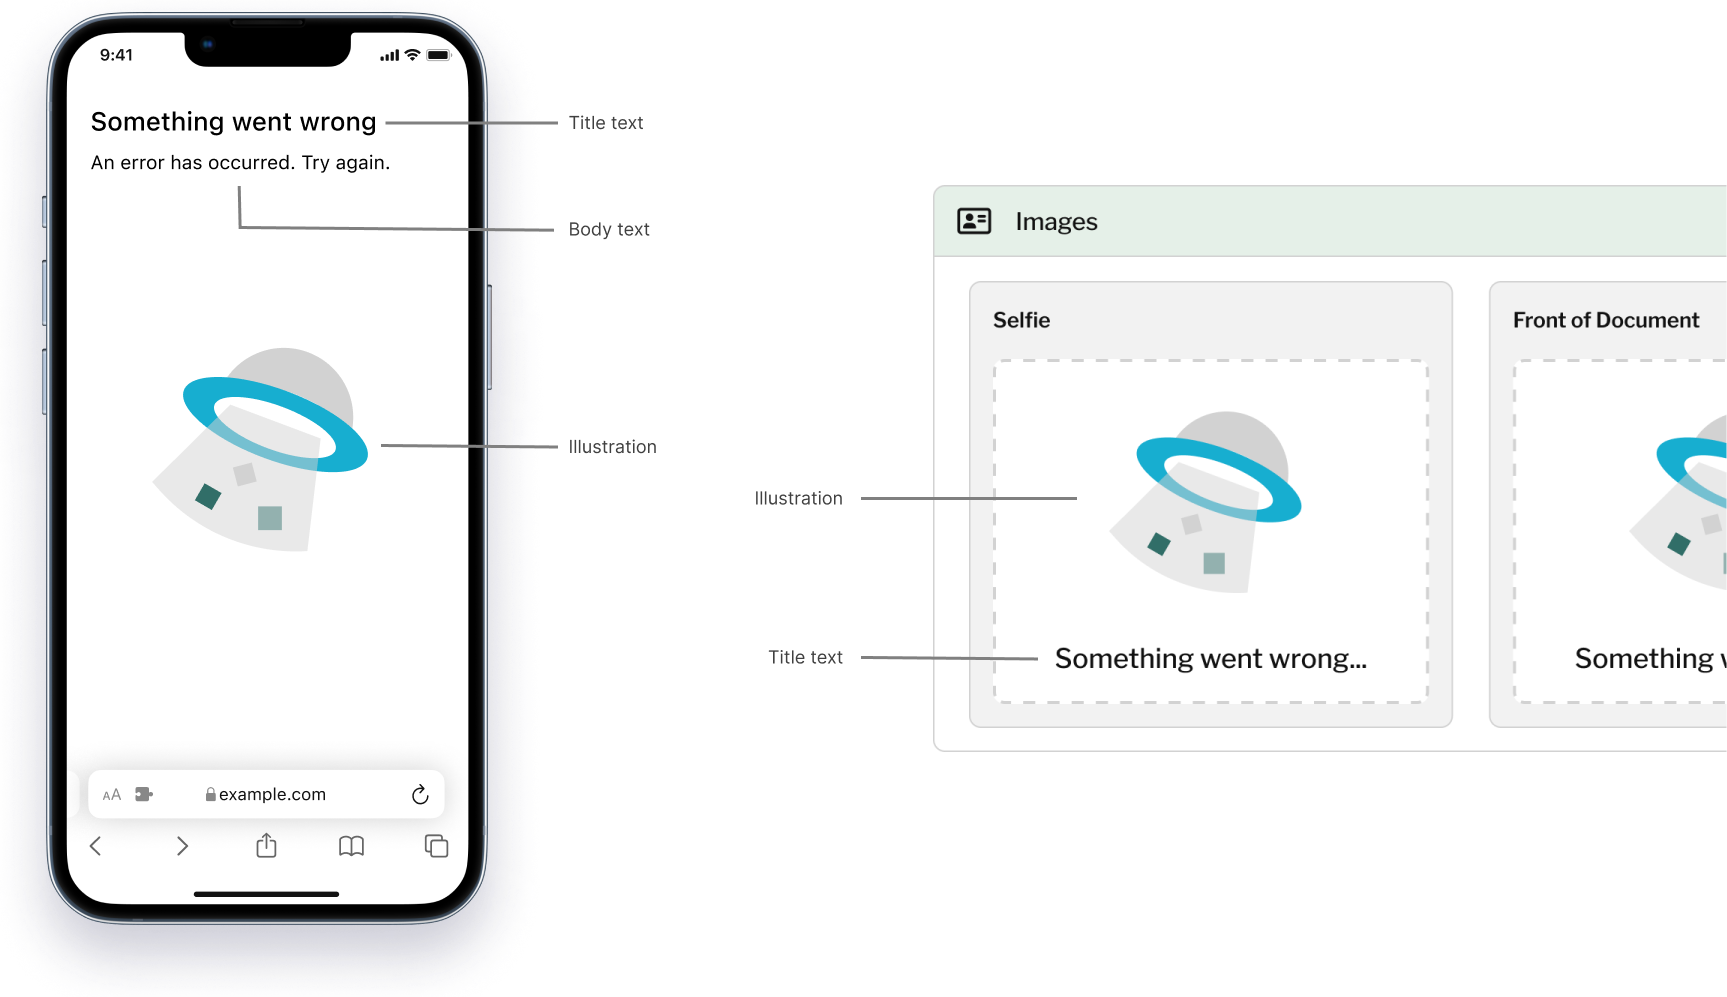 9:41
Something went wrong
Title text
An error has occurred. Try again.
Body text
Illustration
AA
example.com
Images
Selfie
Front of Document
Illustration
Title text
Something went wrong...
Something